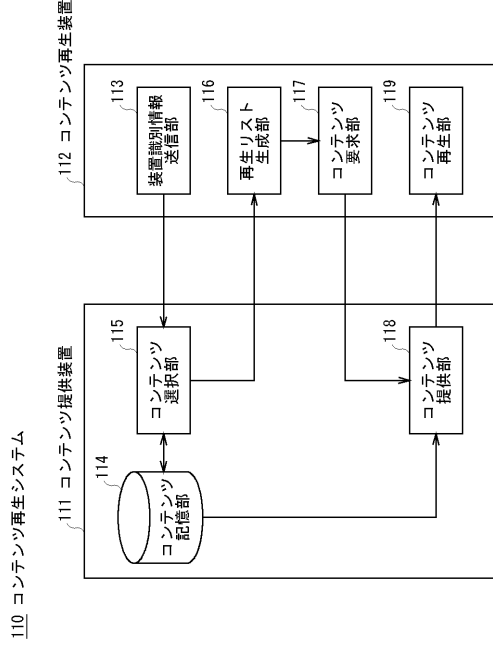 110 コンテンツ再生システム
111 コンテンツ提供装置
114
コンテンツ
記憶部
115
コンテンツ
選択部
118
コンテンツ
提供部
112 コンテンツ再生装置
113
装置識別情報
送信部
116
再生リスト
生成部
117
コンテンツ
要求部
119
コンテンツ
再生部